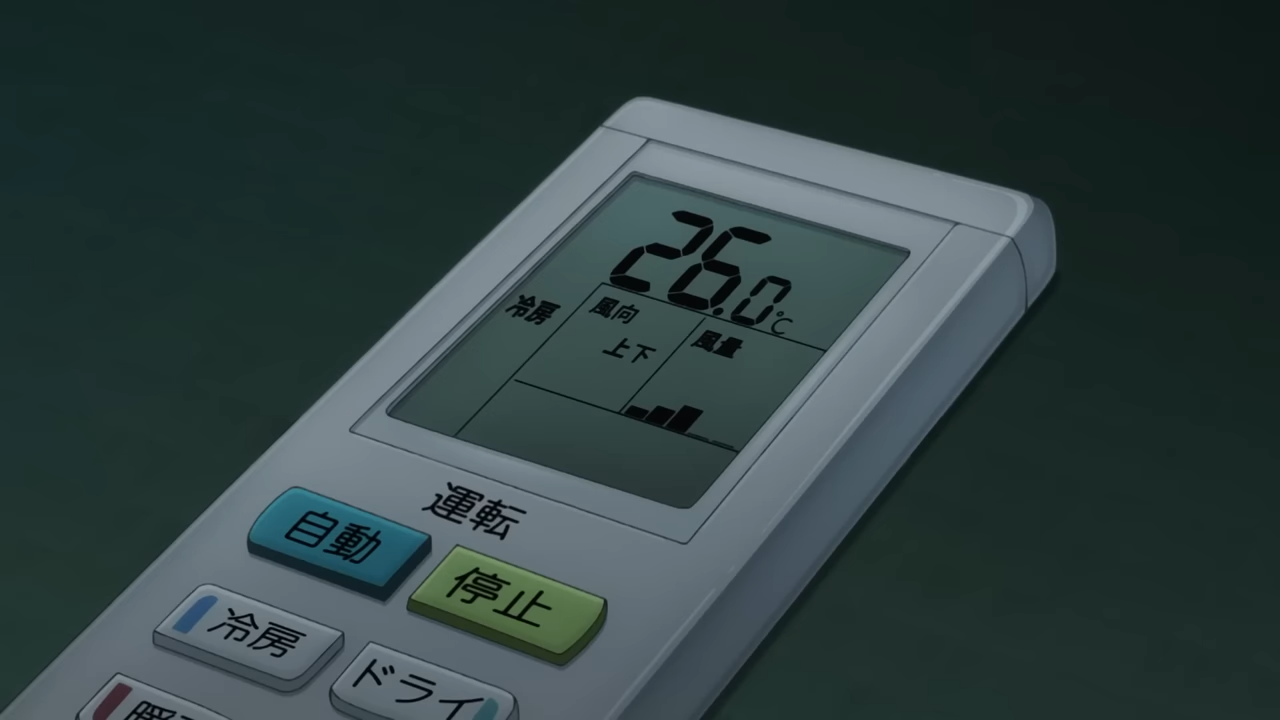 26.0℃
冷房 風向 風量
上下
運転
自動 停止
冷房 ドライ